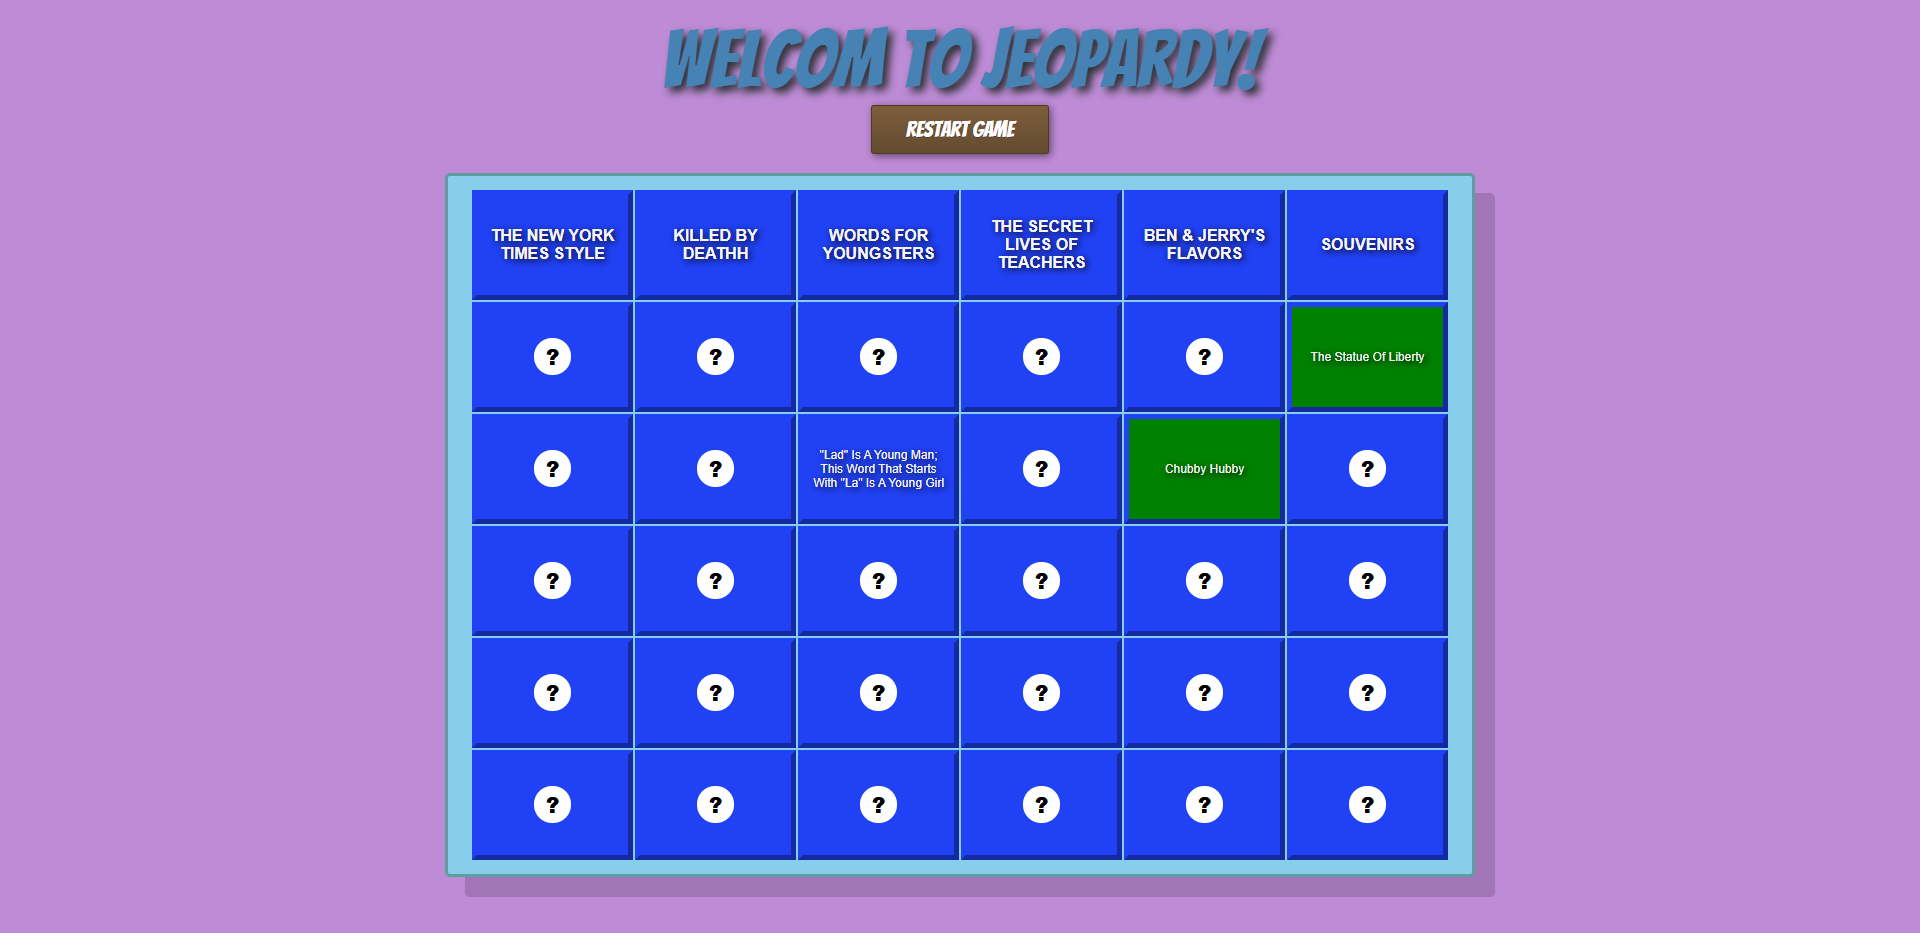 WELCOM TO JEOPARDY!
RESTART GAME
THE NEW YORK
TIMES STYLE
KILLED BY
DEATHH
WORDS FOR
YOUNGSTERS
THE SECRET
LIVES OF
TEACHERS
BEN & JERRY'S
FLAVORS
SOUVENIRS
? ? ? ? ?
The Statue Of Liberty
? ?
"Lad" Is A Young Man;
This Word That Starts
With "La" Is A Young Girl
?
Chubby Hubby
?
? ? ? ? ? ?
? ? ? ? ? ?
? ? ? ? ? ?